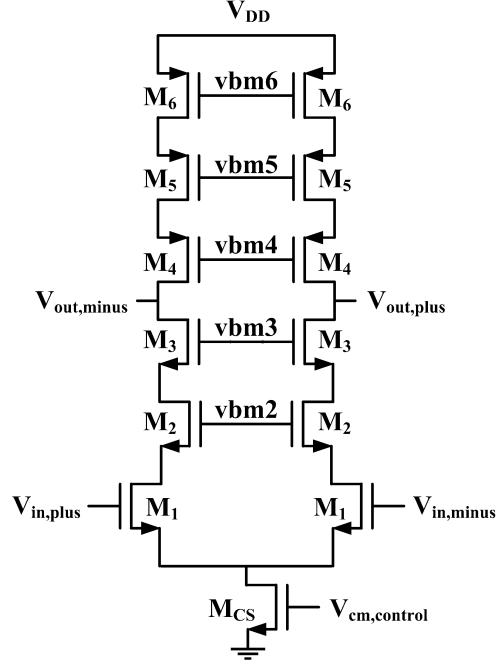 V_DD
M_6 vbm6 M_6
M_5 vbm5 M_5
M_4 vbm4 M_4
V_out,minus V_out,plus
M_3 vbm3 M_3
M_2 vbm2 M_2
V_in,plus M_1 M_1 V_in,minus
M_CS V_cm,control